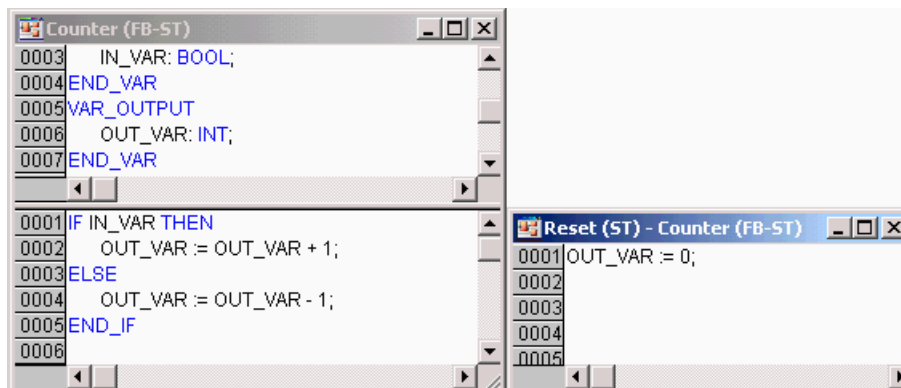 Counter (FB-ST)
0003 IN_VAR: BOOL;
0004 END_VAR
0005 VAR_OUTPUT
0006 OUT_VAR: INT;
0007 END_VAR
0001 IF IN_VAR THEN
0002 OUT_VAR := OUT_VAR + 1;
0003 ELSE
0004 OUT_VAR := OUT_VAR - 1;
0005 END_IF
0006
Reset (ST) - Counter (FB-ST)
0001 OUT_VAR := 0;
0002
0003
0004
0005